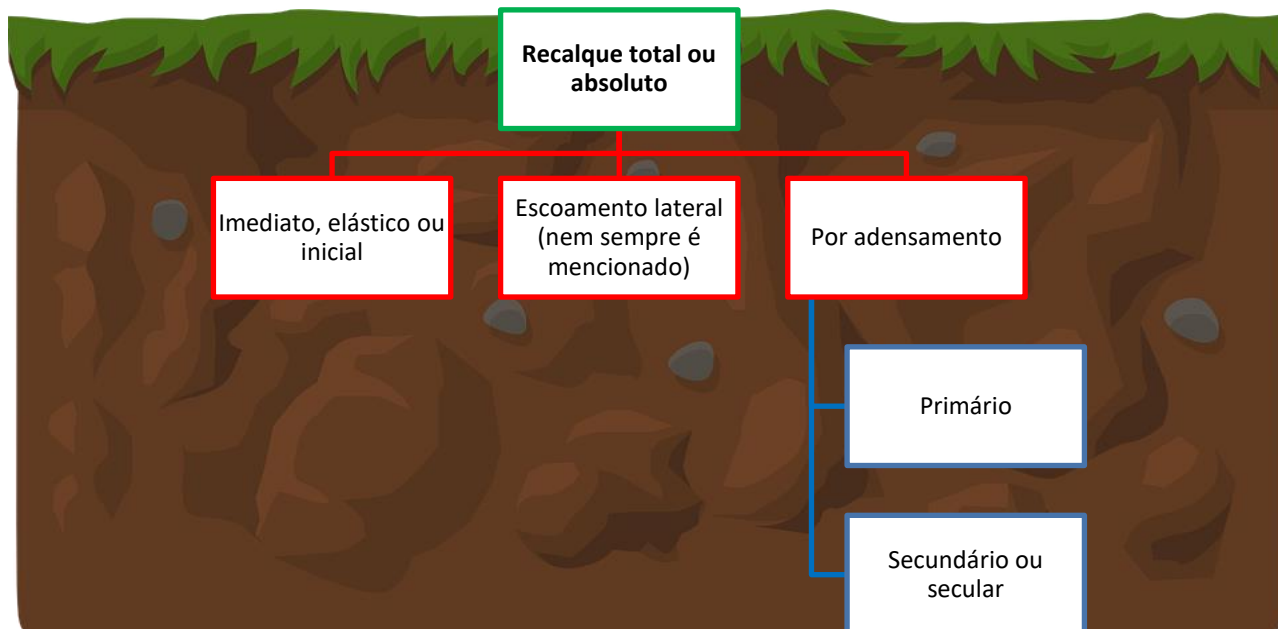 Recalque total ou
absoluto
Imediato, elástico ou
inicial
Escoamento lateral
(nem sempre é
mencionado)
Por adensamento
Primário
Secundário ou
secular